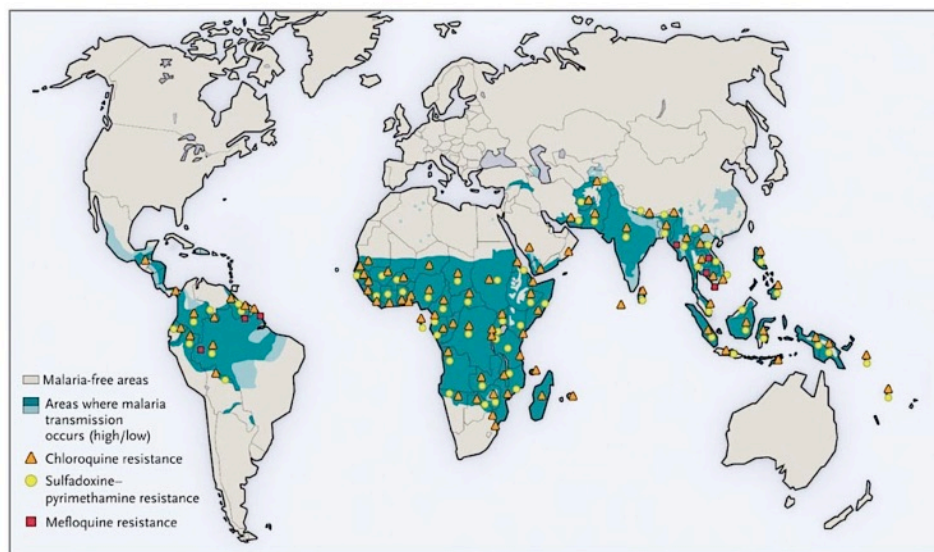 Malaria-free areas
Areas where malaria
transmission
occurs (high/low)
Chloroquine resistance
Sulfadoxine–
pyrimethamine resistance
Mefloquine resistance